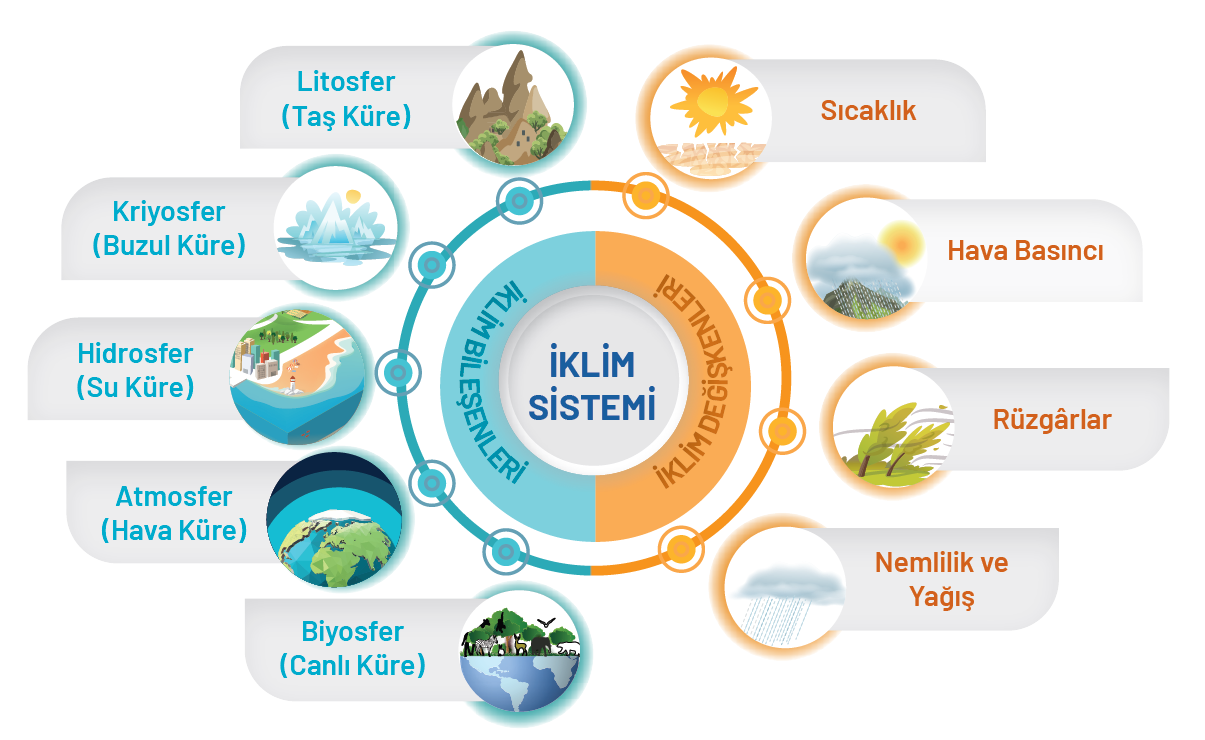 İKLİM
SİSTEMİ
İKLİM BİLEŞENLERİ
Litosfer
(Taş Küre)
Kriyosfer
(Buzul Küre)
Hidrosfer
(Su Küre)
Atmosfer
(Hava Küre)
Biyosfer
(Canlı Küre)
İKLİM DEĞİŞKENLERİ
Sıcaklık
Hava Basıncı
Rüzgârlar
Nemlilik ve
Yağış